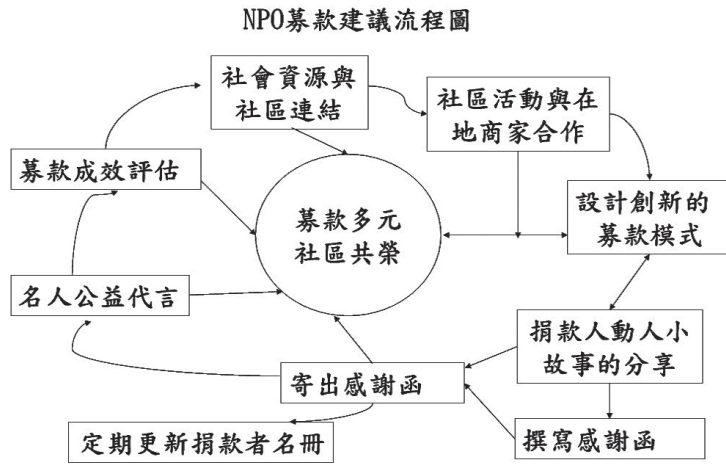 NPO募款建議流程圖
社會資源與
社區連結
社區活動與在
地商家合作
募款成效評估
募款多元
社區共榮
設計創新的
募款模式
名人公益代言
捐款人動人小
故事的分享
寄出感謝函
定期更新捐款者名冊
撰寫感謝函